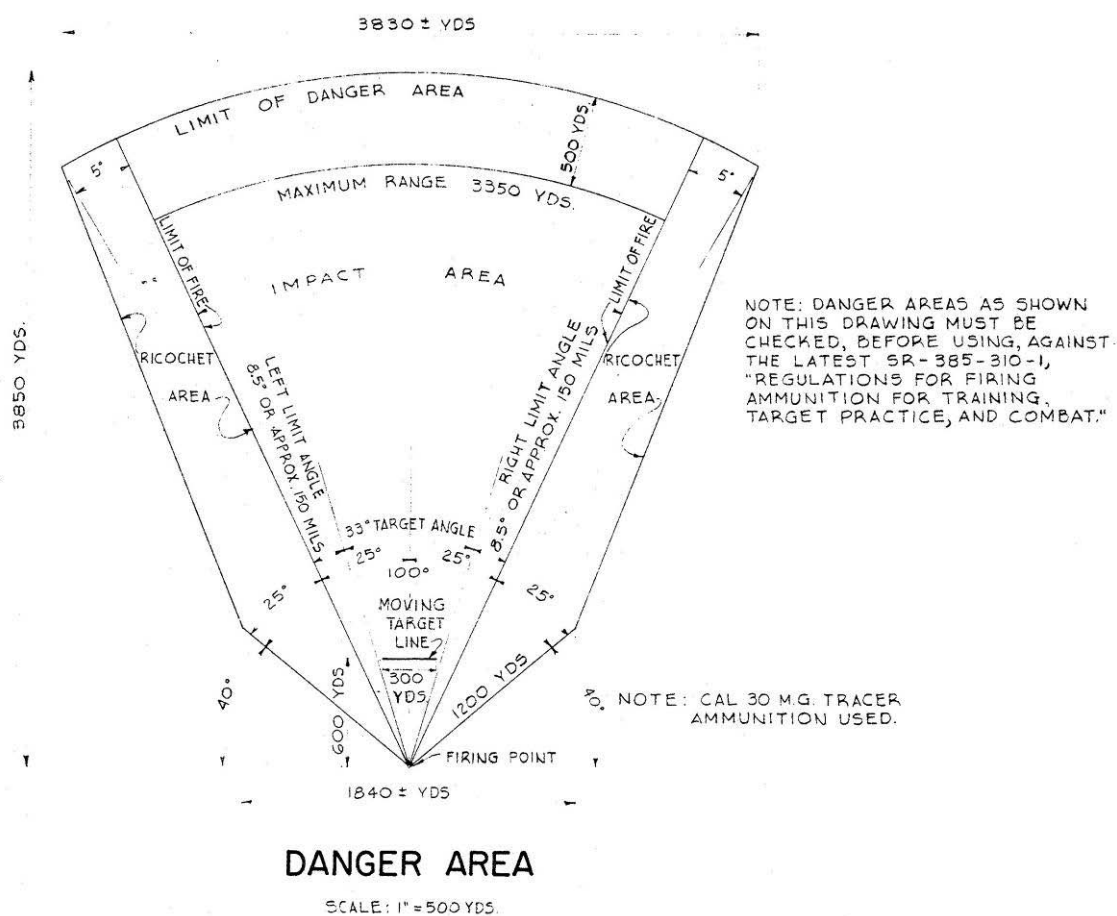 3830 ± YDS
LIMIT OF DANGER AREA
500 YDS.
5°
5°
MAXIMUM RANGE 3350 YDS.
LIMIT OF FIRE
LIMIT OF FIRE
IMPACT AREA
3850 YDS.
RICOCHET
AREA
LEFT LIMIT ANGLE
8.5° OR APPROX. 150 MILS
RIGHT LIMIT ANGLE
8.5° OR APPROX. 150 MILS
RICOCHET
AREA
NOTE: DANGER AREAS AS SHOWN
ON THIS DRAWING MUST BE
CHECKED, BEFORE USING, AGAINST
THE LATEST SR-385-310-1,
"REGULATIONS FOR FIRING
AMMUNITION FOR TRAINING,
TARGET PRACTICE, AND COMBAT."
33° TARGET ANGLE
25° 25°
100°
25°
25°
MOVING
TARGET
LINE
300
YDS.
600 YDS
1200 YDS
40°
40°
NOTE: CAL 30 M.G. TRACER
AMMUNITION USED.
FIRING POINT
1840 ± YDS
DANGER AREA
SCALE: 1" = 500 YDS.